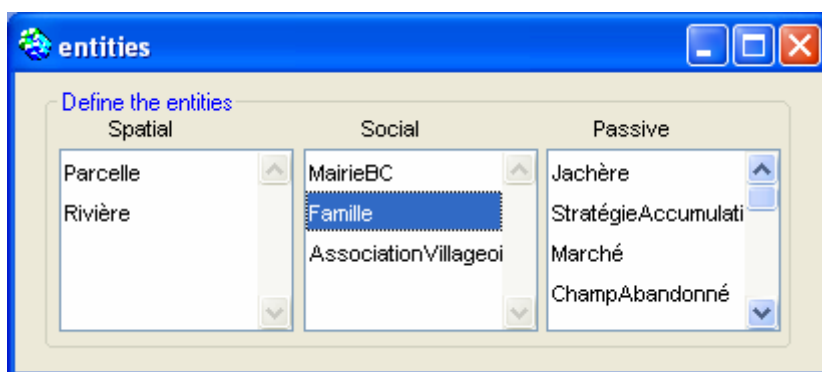 entities
Define the entities
Spatial Social Passive
Parcelle MairieBC Jachère
Rivière Famille StratégieAccumulati
AssociationVillageoi Marché
ChampAbandonné